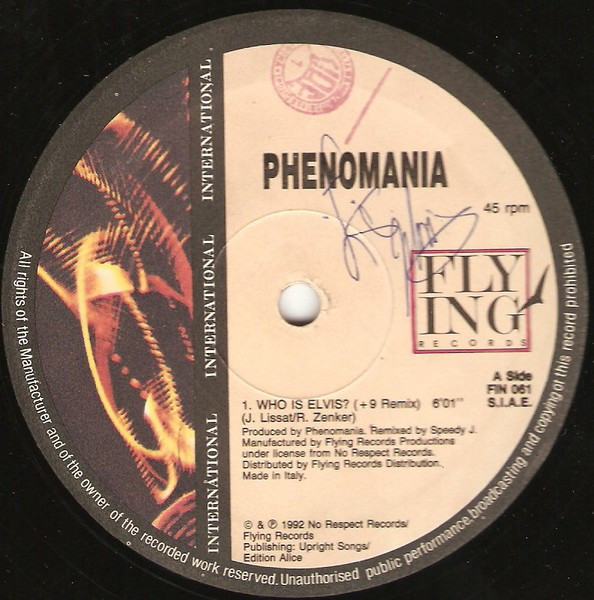 All rights of the Manufacturer and of the owner of the recorded work reserved. Unauthorised public performance. broadcasting and copying of this record prohibited
INTERNATIONAL
INTERNATIONAL
INTERNATIONAL
PHENOMANIA
45 rpm
FLY
ING
RECORDS
A Side
FIN 061
S.I.A.E.
1. WHO IS ELVIS? (+9 Remix) 6'01"
(J. Lissat/R. Zenker)
Produced by Phenomania. Remixed by Speedy J.
Manufactured by Flying Records Productions
under license from No Respect Records.
Distributed by Flying Records Distribution.
Made in Italy.
© & ℗ 1992 No Respect Records/
Flying Records
Publishing: Upright Songs/
Edition Alice